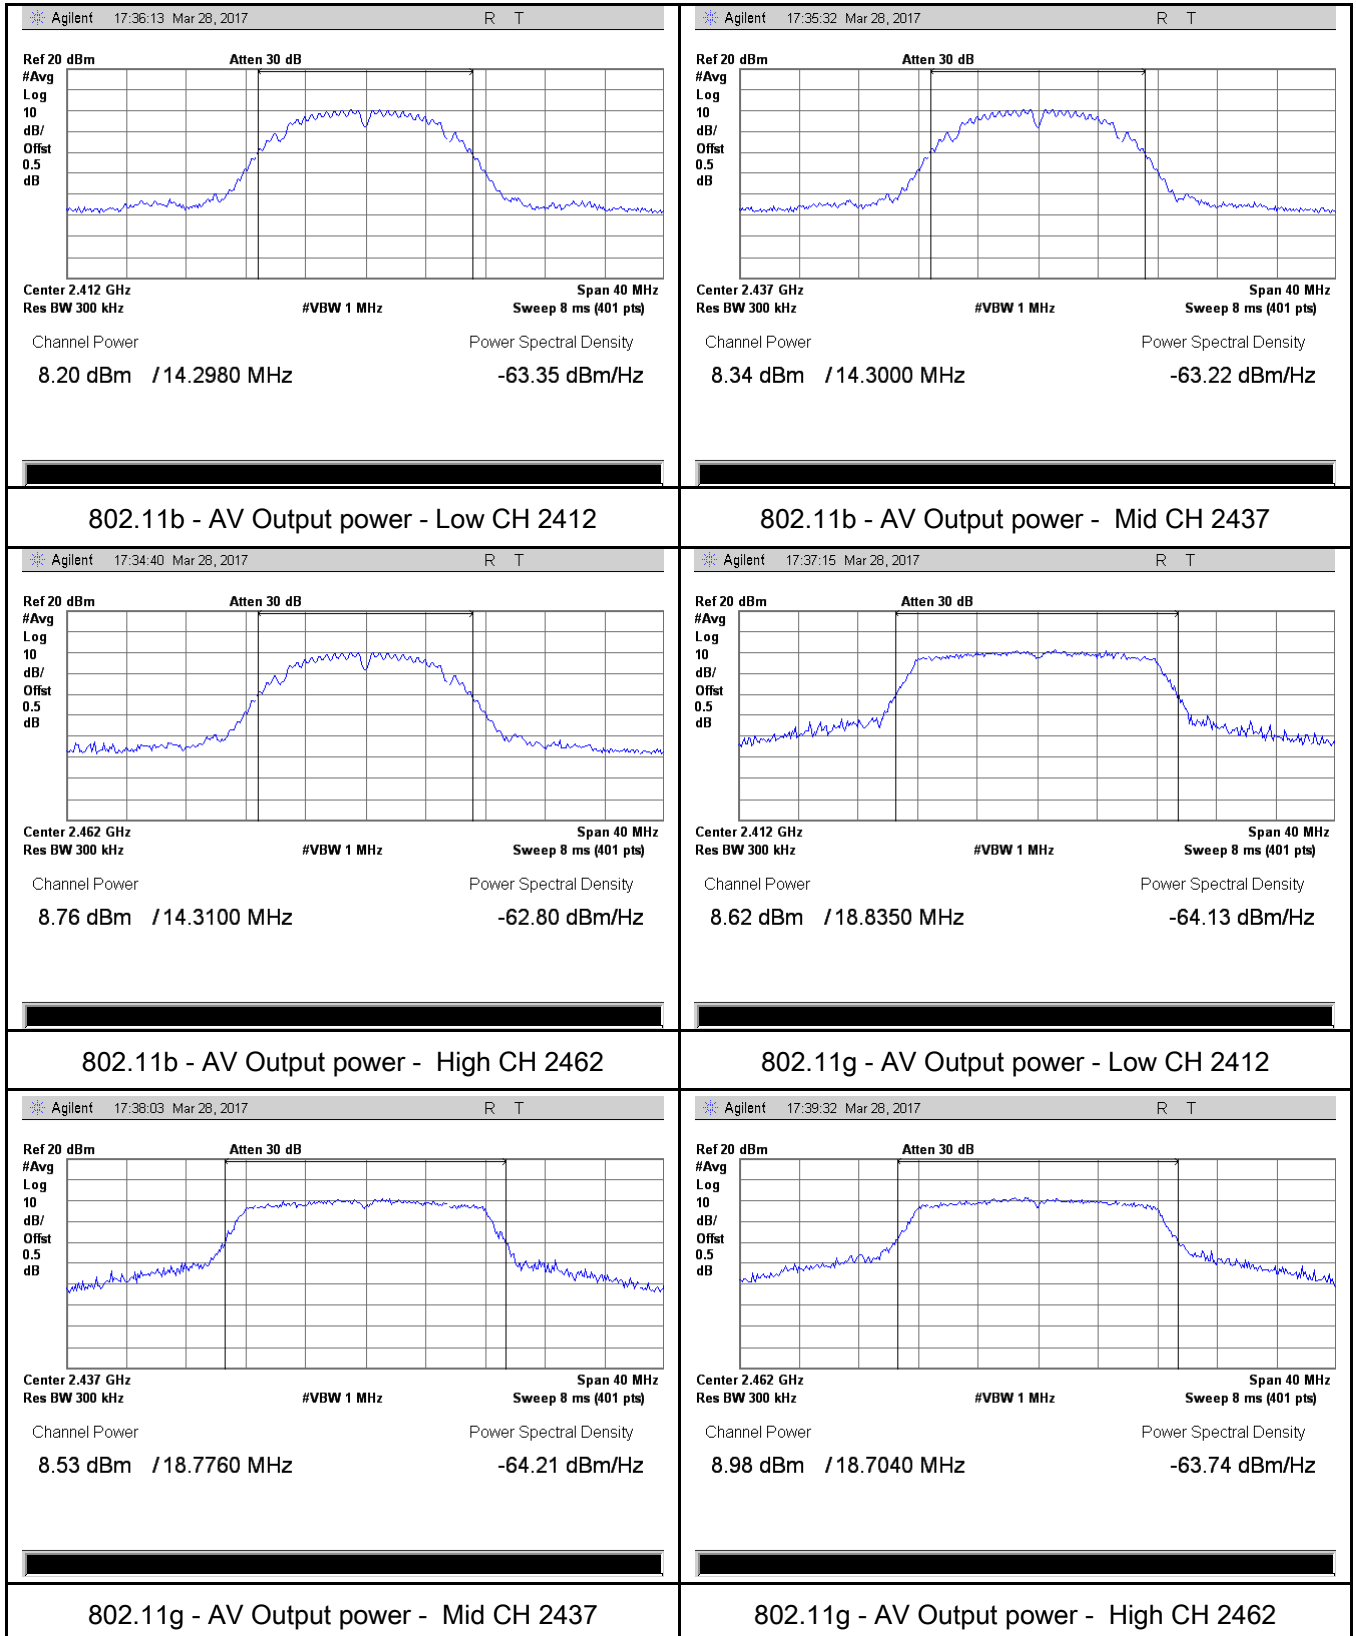 Agilent 17:36:13 Mar 28, 2017 R T
Ref 20 dBm Atten 30 dB
#Avg
Log
10
dB/
Offst
0.5
dB
Center 2.412 GHz Span 40 MHz
Res BW 300 kHz #VBW 1 MHz Sweep 8 ms (401 pts)
Channel Power Power Spectral Density
8.20 dBm / 14.2980 MHz -63.35 dBm/Hz
802.11b - AV Output power - Low CH 2412
Agilent 17:35:32 Mar 28, 2017 R T
Ref 20 dBm Atten 30 dB
#Avg
Log
10
dB/
Offst
0.5
dB
Center 2.437 GHz Span 40 MHz
Res BW 300 kHz #VBW 1 MHz Sweep 8 ms (401 pts)
Channel Power Power Spectral Density
8.34 dBm / 14.3000 MHz -63.22 dBm/Hz
802.11b - AV Output power - Mid CH 2437
Agilent 17:34:40 Mar 28, 2017 R T
Ref 20 dBm Atten 30 dB
#Avg
Log
10
dB/
Offst
0.5
dB
Center 2.462 GHz Span 40 MHz
Res BW 300 kHz #VBW 1 MHz Sweep 8 ms (401 pts)
Channel Power Power Spectral Density
8.76 dBm / 14.3100 MHz -62.80 dBm/Hz
802.11b - AV Output power - High CH 2462
Agilent 17:37:15 Mar 28, 2017 R T
Ref 20 dBm Atten 30 dB
#Avg
Log
10
dB/
Offst
0.5
dB
Center 2.412 GHz Span 40 MHz
Res BW 300 kHz #VBW 1 MHz Sweep 8 ms (401 pts)
Channel Power Power Spectral Density
8.62 dBm / 18.8350 MHz -64.13 dBm/Hz
802.11g - AV Output power - Low CH 2412
Agilent 17:38:03 Mar 28, 2017 R T
Ref 20 dBm Atten 30 dB
#Avg
Log
10
dB/
Offst
0.5
dB
Center 2.437 GHz Span 40 MHz
Res BW 300 kHz #VBW 1 MHz Sweep 8 ms (401 pts)
Channel Power Power Spectral Density
8.53 dBm / 18.7760 MHz -64.21 dBm/Hz
802.11g - AV Output power - Mid CH 2437
Agilent 17:39:32 Mar 28, 2017 R T
Ref 20 dBm Atten 30 dB
#Avg
Log
10
dB/
Offst
0.5
dB
Center 2.462 GHz Span 40 MHz
Res BW 300 kHz #VBW 1 MHz Sweep 8 ms (401 pts)
Channel Power Power Spectral Density
8.98 dBm / 18.7040 MHz -63.74 dBm/Hz
802.11g - AV Output power - High CH 2462